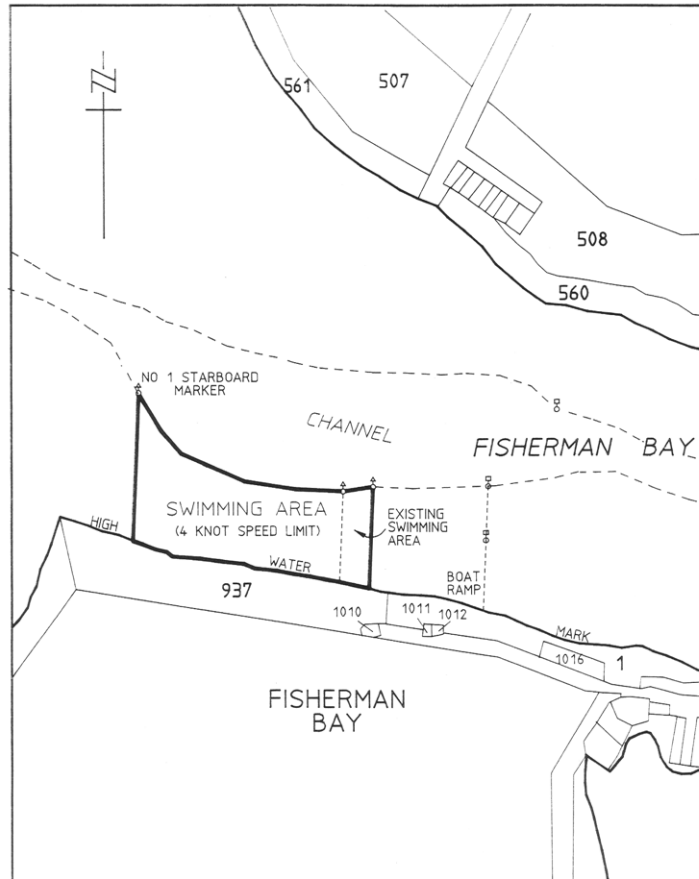 561
507
N
508
560
NO 1 STARBOARD
MARKER
CHANNEL
FISHERMAN BAY
SWIMMING AREA
(4 KNOT SPEED LIMIT)
EXISTING
SWIMMING
AREA
HIGH
WATER
BOAT
RAMP
937
1010
1011
1012
MARK
1016
1
FISHERMAN
BAY